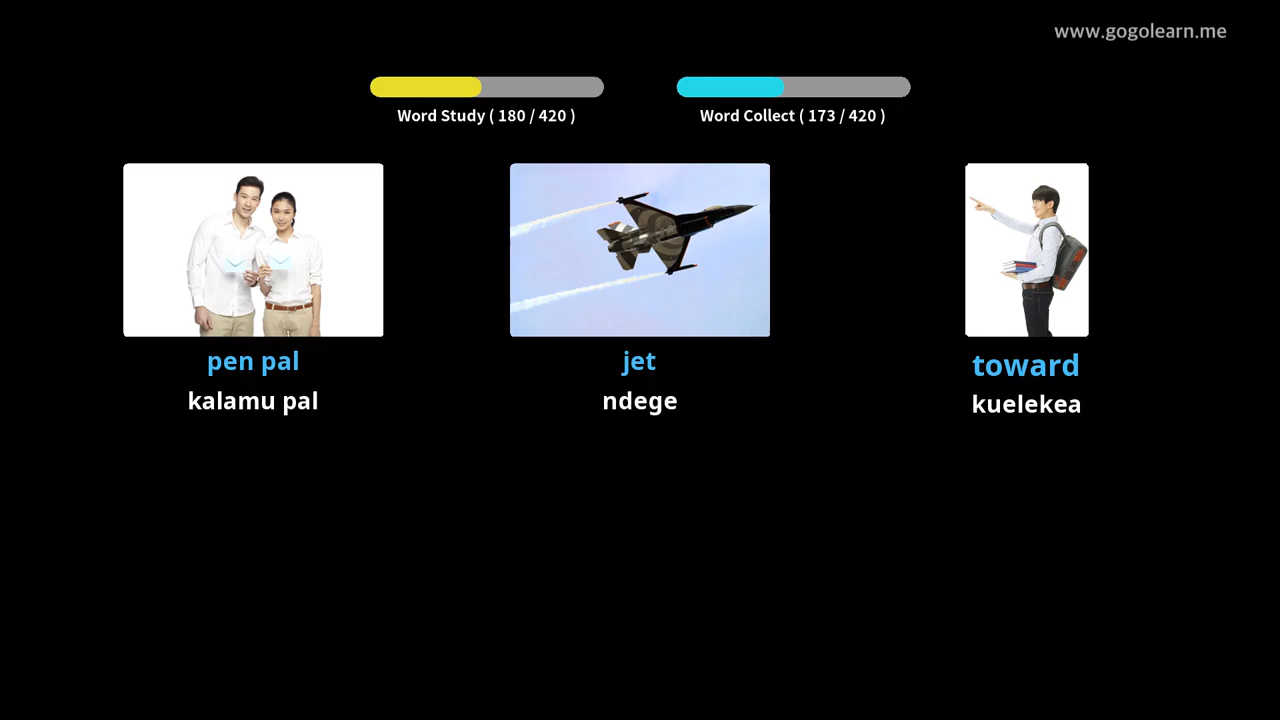 www.gogolearn.me
Word Study ( 180 / 420 )
Word Collect ( 173 / 420 )
pen pal
kalamu pal
jet
ndege
toward
kuelekea